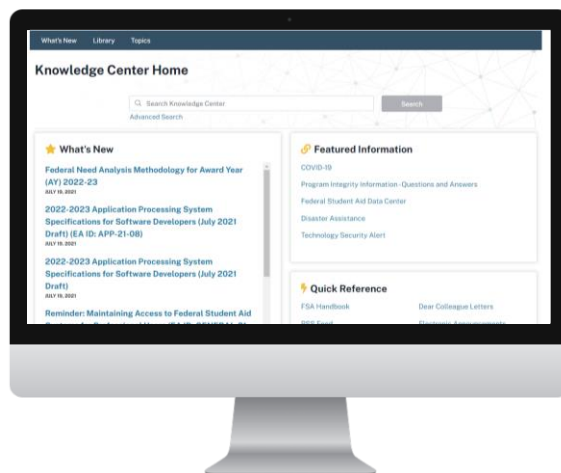 What's New Library Topics
Knowledge Center Home
Search Knowledge Center
Search
Advanced Search
What's New
Federal Need Analysis Methodology for Award Year
(AY) 2022-23
JULY 19, 2021
2022-2023 Application Processing System
Specifications for Software Developers (July 2021
Draft) (EA ID: APP-21-08)
JULY 19, 2021
2022-2023 Application Processing System
Specifications for Software Developers (July 2021
Draft)
JULY 19, 2021
Reminder: Maintaining Access to Federal Student Aid
Featured Information
COVID-19
Program Integrity Information - Questions and Answers
Federal Student Aid Data Center
Disaster Assistance
Technology Security Alert
Quick Reference
FSA Handbook Dear Colleague Letters